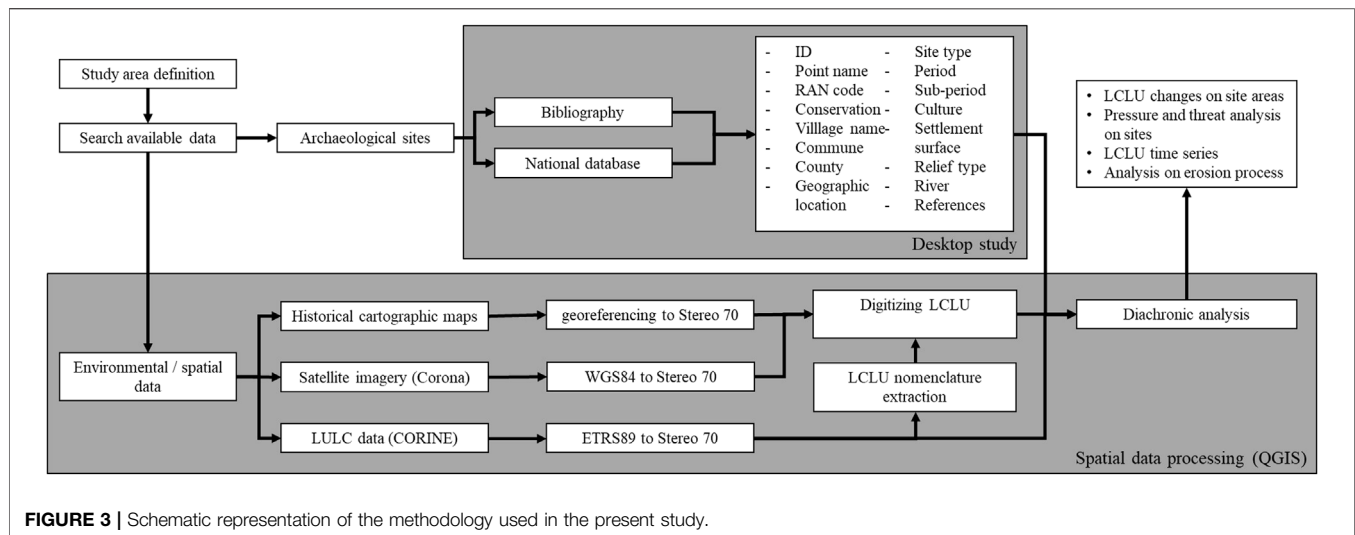 Study area definition
Search available data
Archaeological sites
Bibliography
National database
- ID - Site type
- Point name - Period
- RAN code - Sub-period
- Conservation - Culture
- Villlage name- Settlement
- Commune surface
- County - Relief type
- Geographic - River
location - References
Desktop study
• LCLU changes on site areas
• Pressure and threat analysis
on sites
• LCLU time series
• Analysis on erosion process
Environmental / spatial
data
Historical cartographic maps
georeferencing to Stereo 70
Satellite imagery (Corona)
WGS84 to Stereo 70
LULC data (CORINE)
ETRS89 to Stereo 70
Digitizing LCLU
LCLU nomenclature
extraction
Diachronic analysis
Spatial data processing (QGIS)
FIGURE 3 | Schematic representation of the methodology used in the present study.